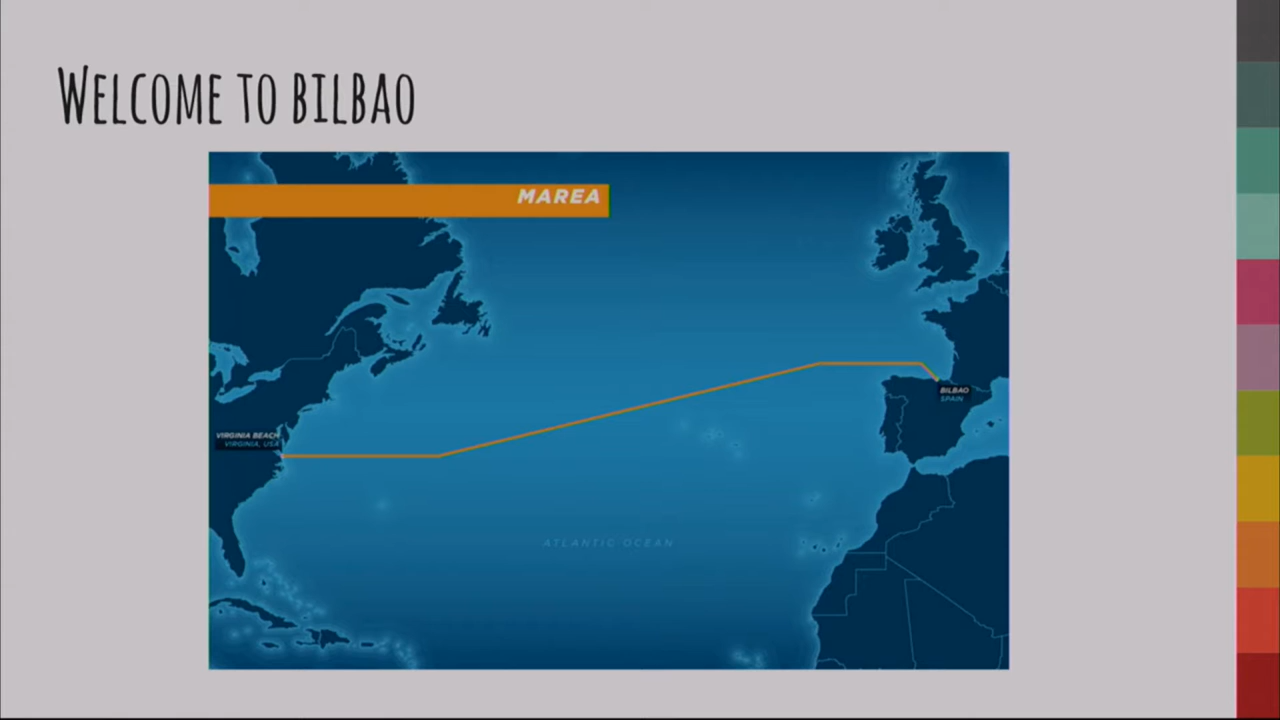 WELCOME TO BILBAO
MAREA
VIRGINIA BEACH
VIRGINIA, USA
BILBAO
SPAIN
ATLANTIC OCEAN